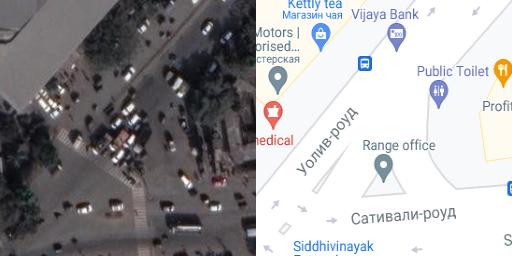 Kettly tea
Магазин чая
Vijaya Bank
Motors |
orised...
стерская
Public Toilet
Profit
medical
Уолив-роуд
Range office
Сативали-роуд
Siddhivinayak
S